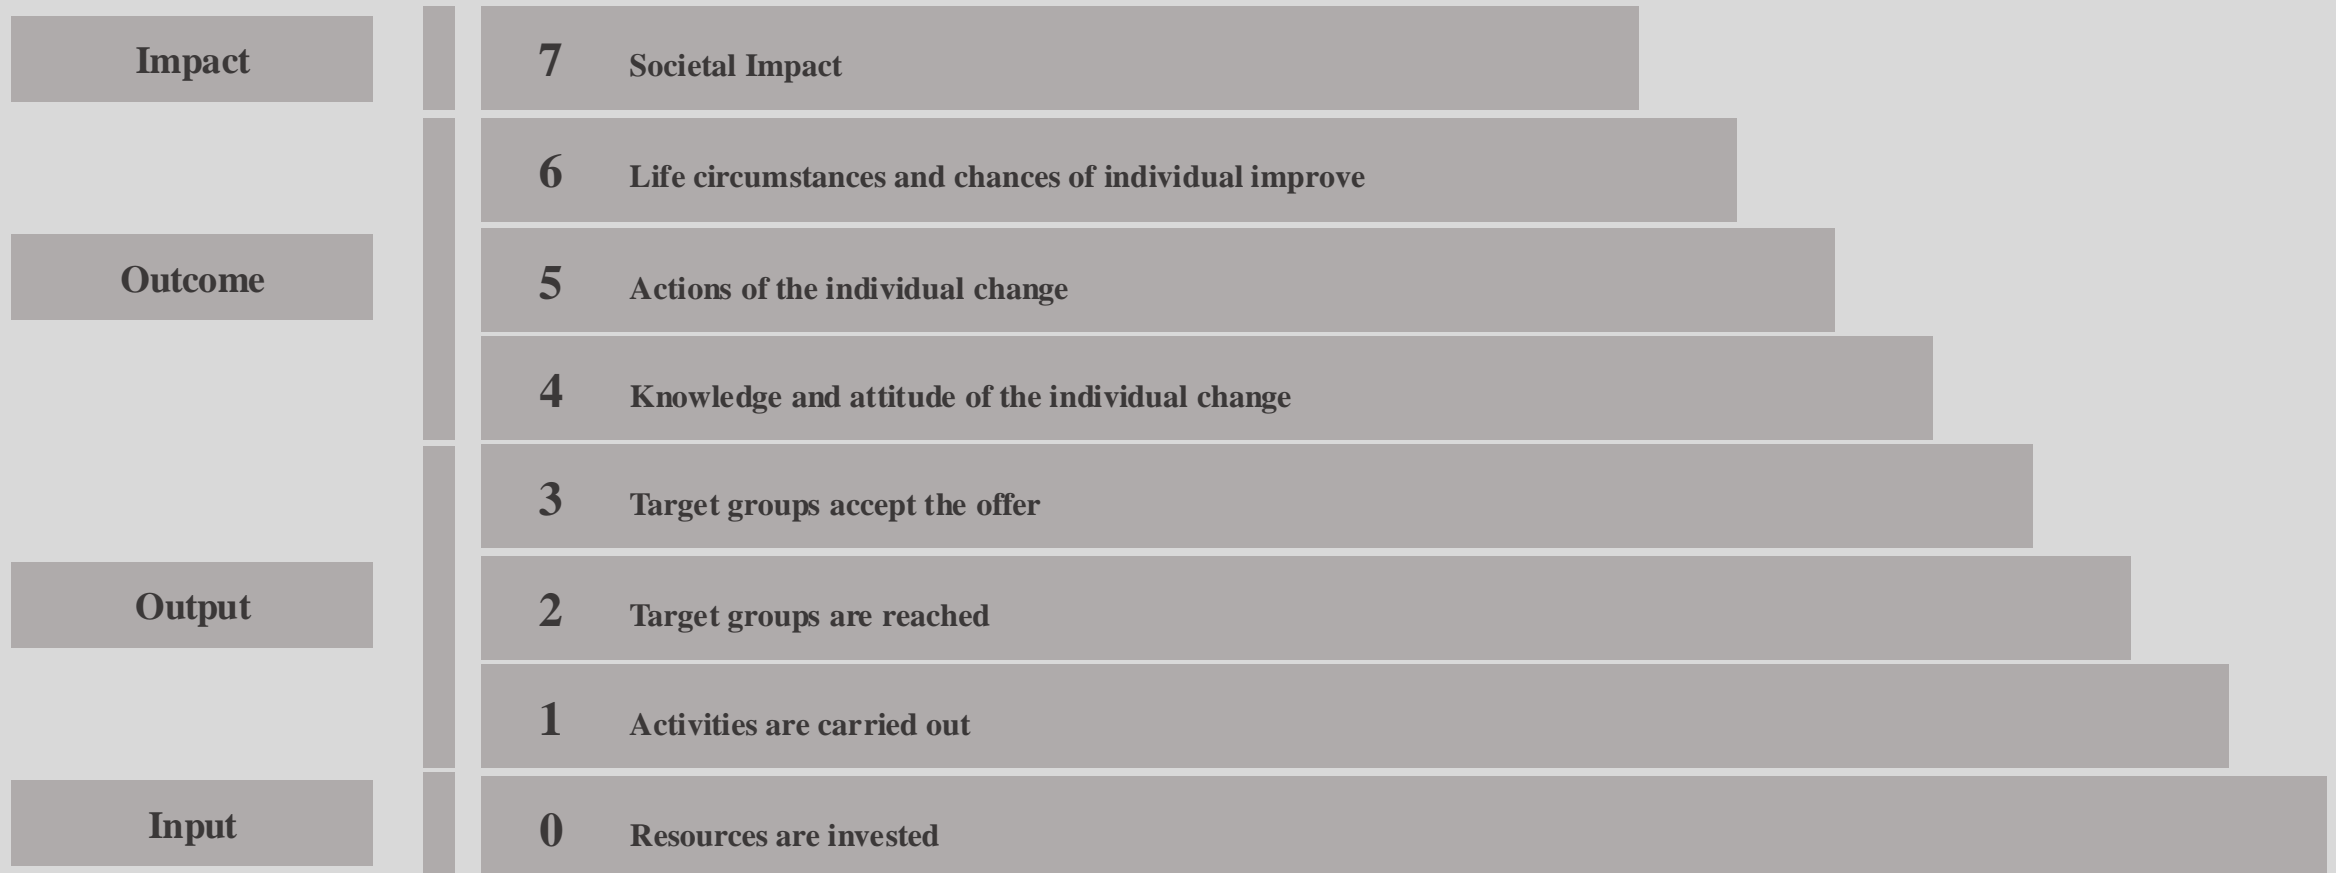 Impact
7 Societal Impact
6 Life circumstances and chances of individual improve
Outcome
5 Actions of the individual change
4 Knowledge and attitude of the individual change
3 Target groups accept the offer
Output
2 Target groups are reached
1 Activities are carried out
Input
0 Resources are invested